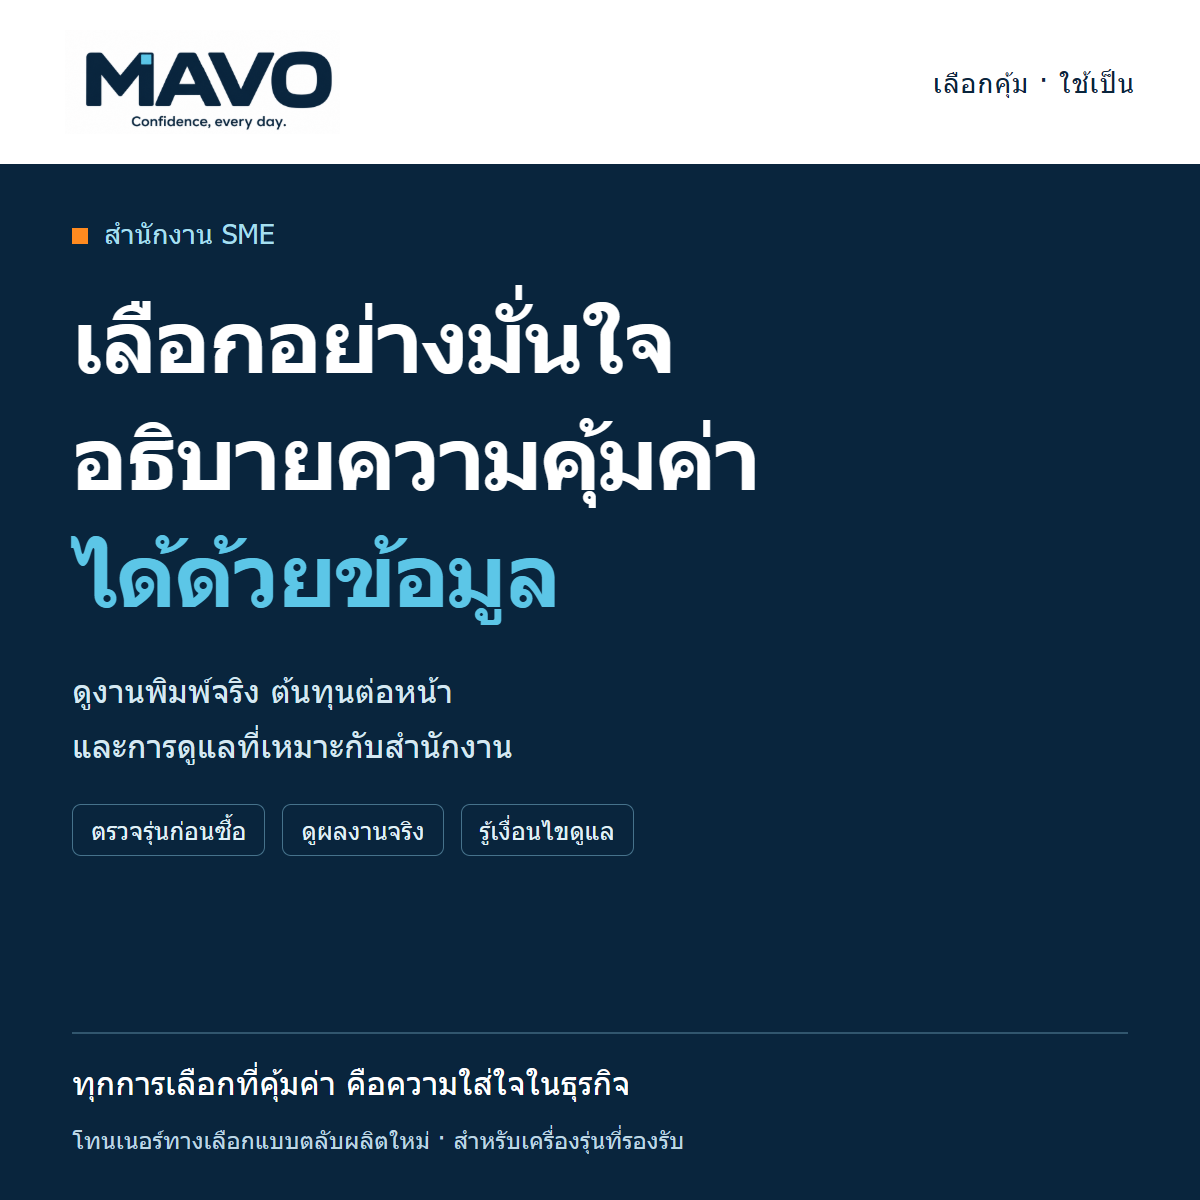 MAVO
Confidence, every day.
เลือกคุ้ม · ใช้เป็น
สำนักงาน SME
เลือกอย่างมั่นใจ
อธิบายความคุ้มค่า
ได้ด้วยข้อมูล
ดูงานพิมพ์จริง ต้นทุนต่อหน้า
และการดูแลที่เหมาะกับสำนักงาน
ตรวจรุ่นก่อนซื้อ
ดูผลงานจริง
รู้เงื่อนไขดูแล
ทุกการเลือกที่คุ้มค่า คือความใส่ใจในธุรกิจ
โทนเนอร์ทางเลือกแบบตลับผลิตใหม่ · สำหรับเครื่องรุ่นที่รองรับ